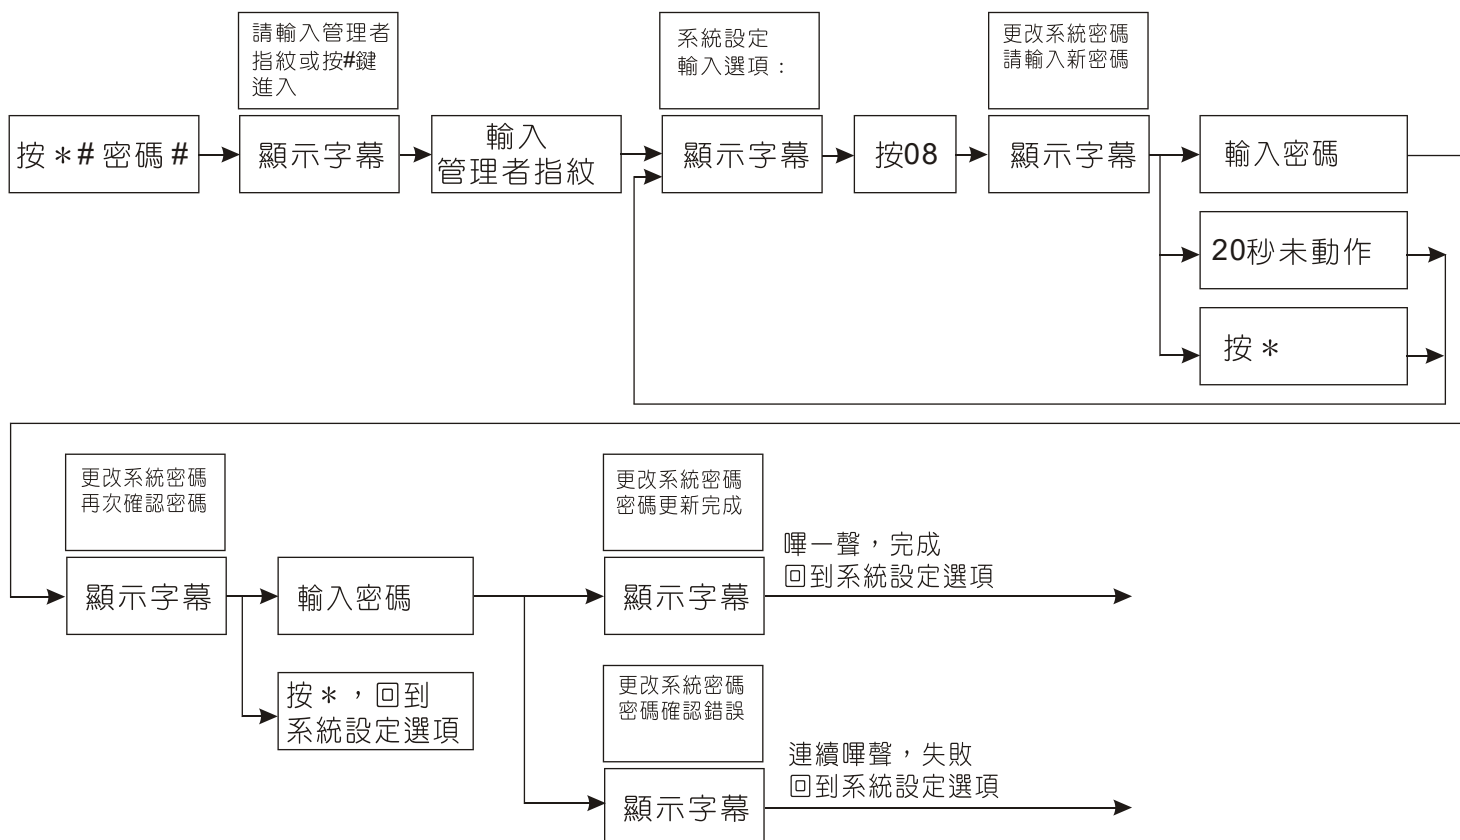 請輸入管理者
指紋或按#鍵
進入
系統設定
輸入選項：
更改系統密碼
請輸入新密碼
按＊#密碼#
顯示字幕
輸入
管理者指紋
顯示字幕
按08
顯示字幕
輸入密碼
20秒未動作
按＊
更改系統密碼
再次確認密碼
更改系統密碼
密碼更新完成
嗶一聲，完成
回到系統設定選項
顯示字幕
輸入密碼
顯示字幕
按＊，回到
系統設定選項
更改系統密碼
密碼確認錯誤
連續嗶聲，失敗
回到系統設定選項
顯示字幕